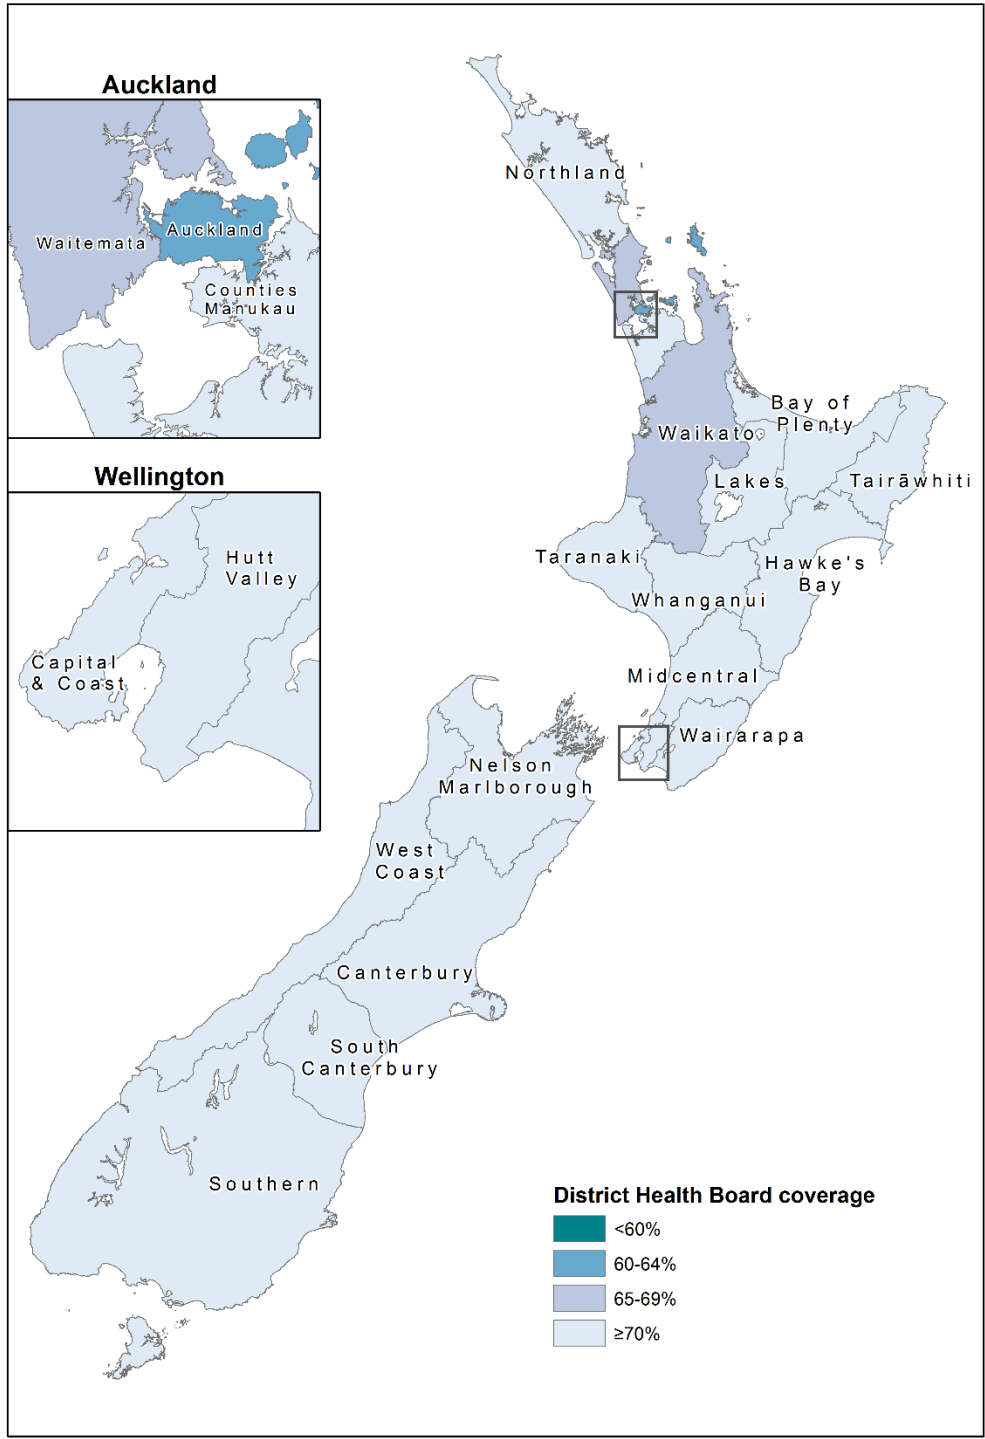 Auckland
Waitemata
Auckland
Counties
Manukau
Wellington
Hutt
Valley
Capital
& Coast
Northland
Waikato
Bay of
Plenty
Lakes
Tairāwhiti
Taranaki
Hawke's
Bay
Whanganui
Midcentral
Wairarapa
Nelson
Marlborough
West
Coast
Canterbury
South
Canterbury
Southern
District Health Board coverage
<60%
60-64%
65-69%
≥70%